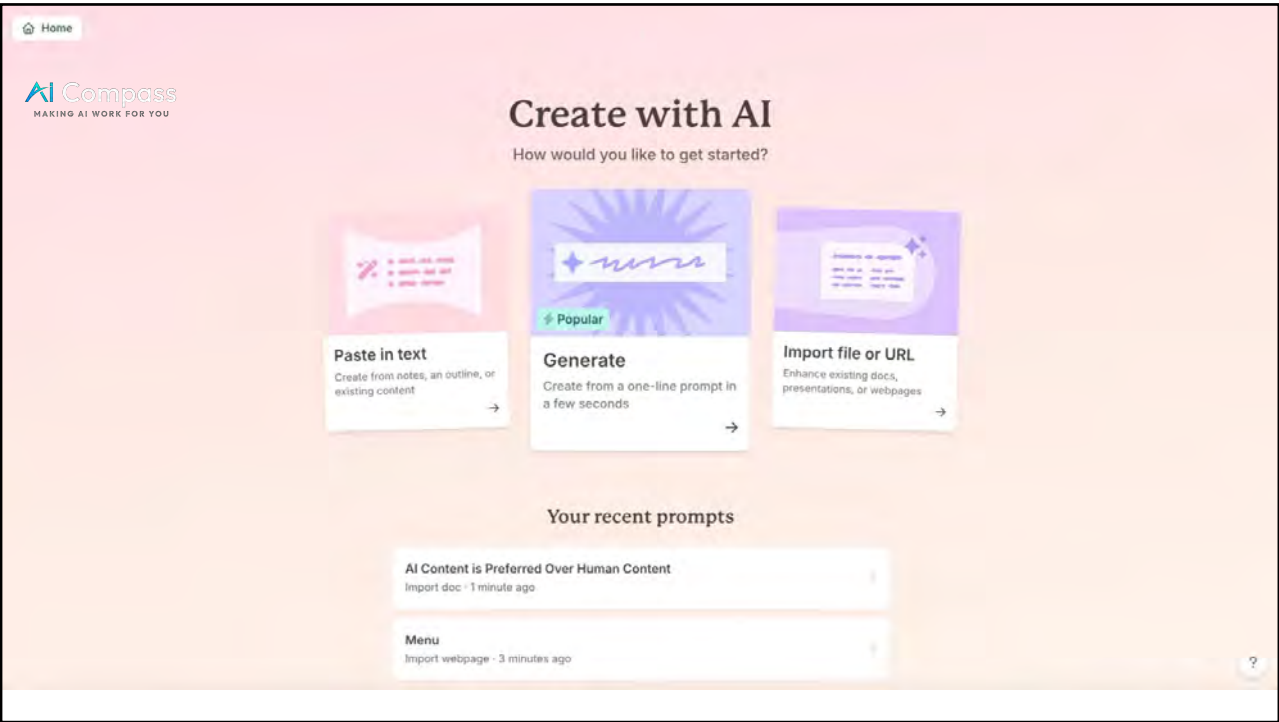 Home
AI Compass
MAKING AI WORK FOR YOU
Create with AI
How would you like to get started?
Paste in text
Create from notes, an outline, or
existing content
Popular
Generate
Create from a one-line prompt in
a few seconds
Import file or URL
Enhance existing docs,
presentations, or webpages
Your recent prompts
AI Content is Preferred Over Human Content
Import doc · 1 minute ago
Menu
Import webpage · 3 minutes ago
?